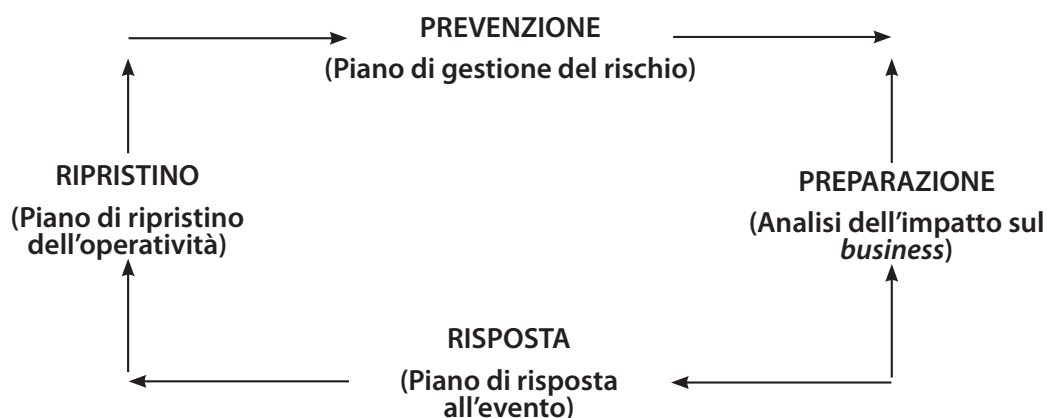 PREVENZIONE
(Piano di gestione del rischio)
RIPRISTINO
(Piano di ripristino
dell’operatività)
PREPARAZIONE
(Analisi dell’impatto sul
business)
RISPOSTA
(Piano di risposta
all’evento)